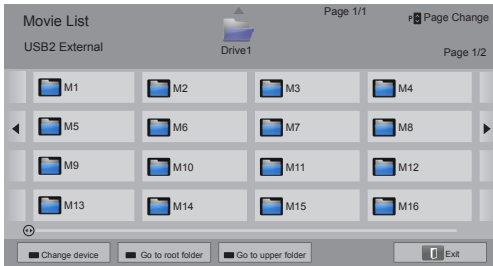 Movie List
Page 1/1
P Page Change
USB2 External
Drive1
Page 1/2
M1 M2 M3 M4
M5 M6 M7 M8
M9 M10 M11 M12
M13 M14 M15 M16
Change device Go to root folder Go to upper folder Exit